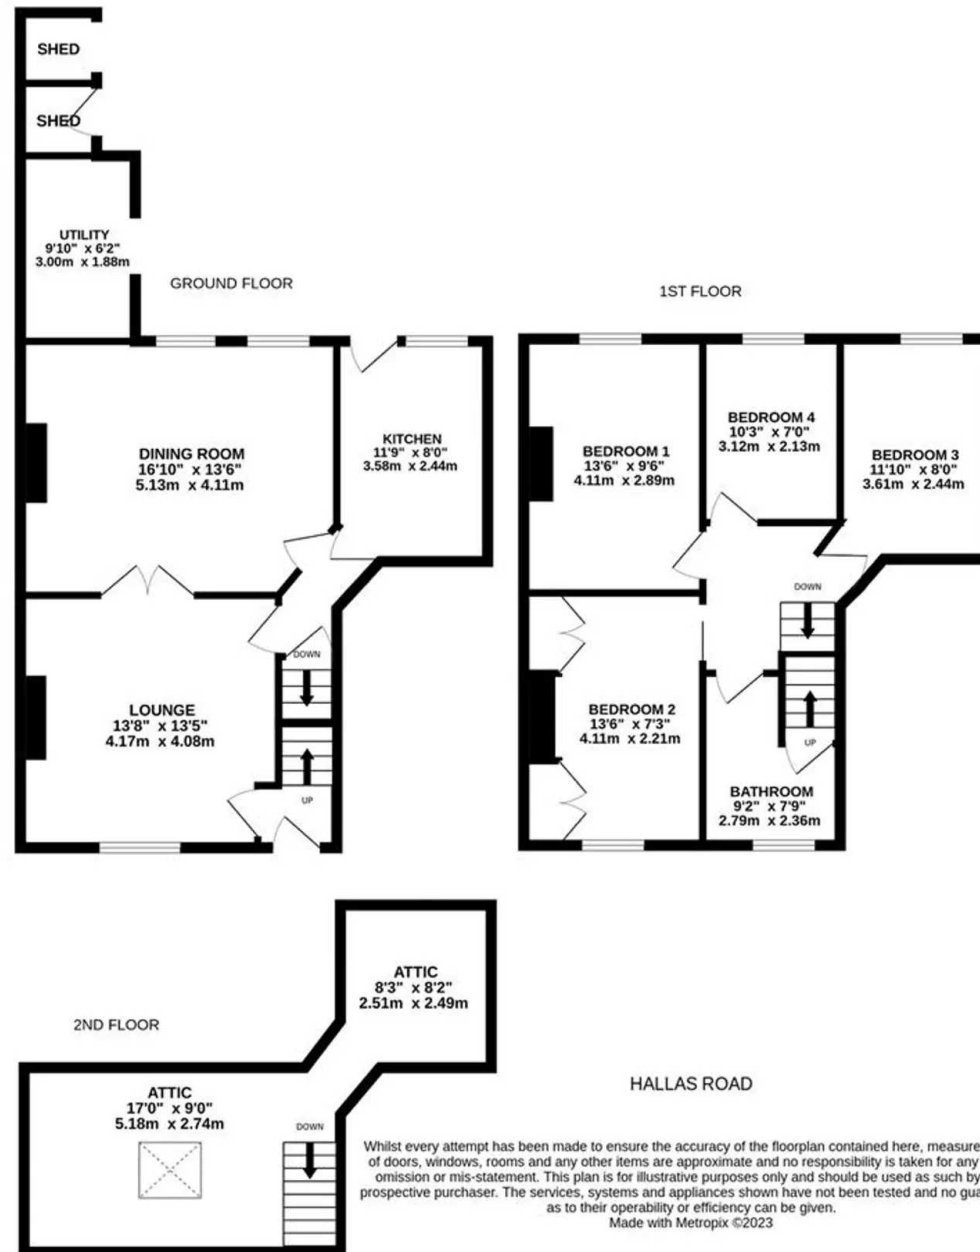 SHED
SHED
UTILITY
9'10" x 6'2"
3.00m x 1.88m
GROUND FLOOR
DINING ROOM
16'10" x 13'6"
5.13m x 4.11m
KITCHEN
11'9" x 8'0"
3.58m x 2.44m
DOWN
LOUNGE
13'8" x 13'5"
4.17m x 4.08m
UP
1ST FLOOR
BEDROOM 1
13'6" x 9'6"
4.11m x 2.89m
BEDROOM 4
10'3" x 7'0"
3.12m x 2.13m
BEDROOM 3
11'10" x 8'0"
3.61m x 2.44m
DOWN
BEDROOM 2
13'6" x 7'3"
4.11m x 2.21m
UP
BATHROOM
9'2" x 7'9"
2.79m x 2.36m
2ND FLOOR
ATTIC
8'3" x 8'2"
2.51m x 2.49m
ATTIC
17'0" x 9'0"
5.18m x 2.74m
DOWN
HALLAS ROAD
Whilst every attempt has been made to ensure the accuracy of the floorplan contained here, measure
of doors, windows, rooms and any other items are approximate and no responsibility is taken for any
omission or mis-statement. This plan is for illustrative purposes only and should be used as such by
prospective purchaser. The services, systems and appliances shown have not been tested and no gua
as to their operability or efficiency can be given.
Made with Metropix ©2023